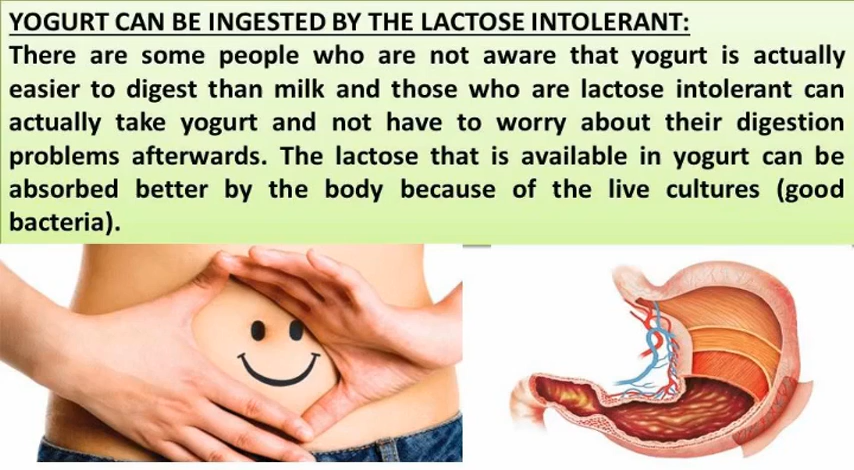 YOGURT CAN BE INGESTED BY THE LACTOSE INTOLERANT:
There are some people who are not aware that yogurt is actually
easier to digest than milk and those who are lactose intolerant can
actually take yogurt and not have to worry about their digestion
problems afterwards. The lactose that is available in yogurt can be
absorbed better by the body because of the live cultures (good
bacteria).